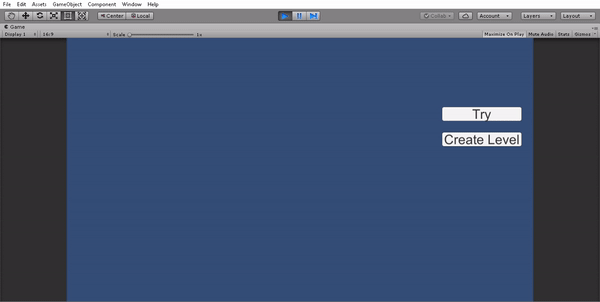 File Edit Assets GameObject Component Window Help
Center Local Collab Account Layers Layout
Game
Display 1 16:9 Scale 1x Maximize On Play Mute Audio Stats Gizmos
Try
Create Level